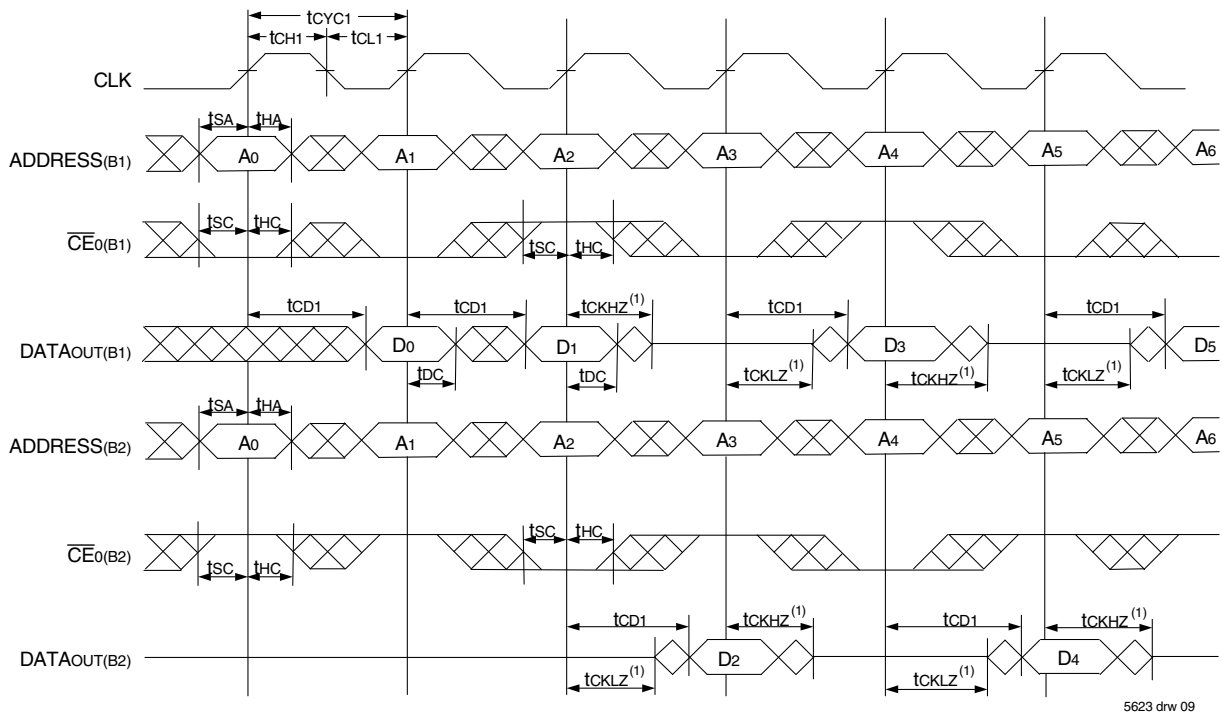 tCYC1
tCH1 tCL1
CLK
tSA tHA
ADDRESS(B1) A0 A1 A2 A3 A4 A5 A6
tSC tHC
CE0(B1)
tSC tHC
tCD1 tCD1 tCKHZ(1) tCD1 tCD1
DATAOUT(B1) D0 D1 D3 D5
tDC tDC tCKLZ(1) tCKHZ(1) tCKLZ(1)
tSA tHA
ADDRESS(B2) A0 A1 A2 A3 A4 A5 A6
tSC tHC
CE0(B2)
tSC tHC
tCD1 tCKHZ(1) tCD1 tCKHZ(1)
DATAOUT(B2) D2 D4
tCKLZ(1) tCKLZ(1)
5623 drw 09